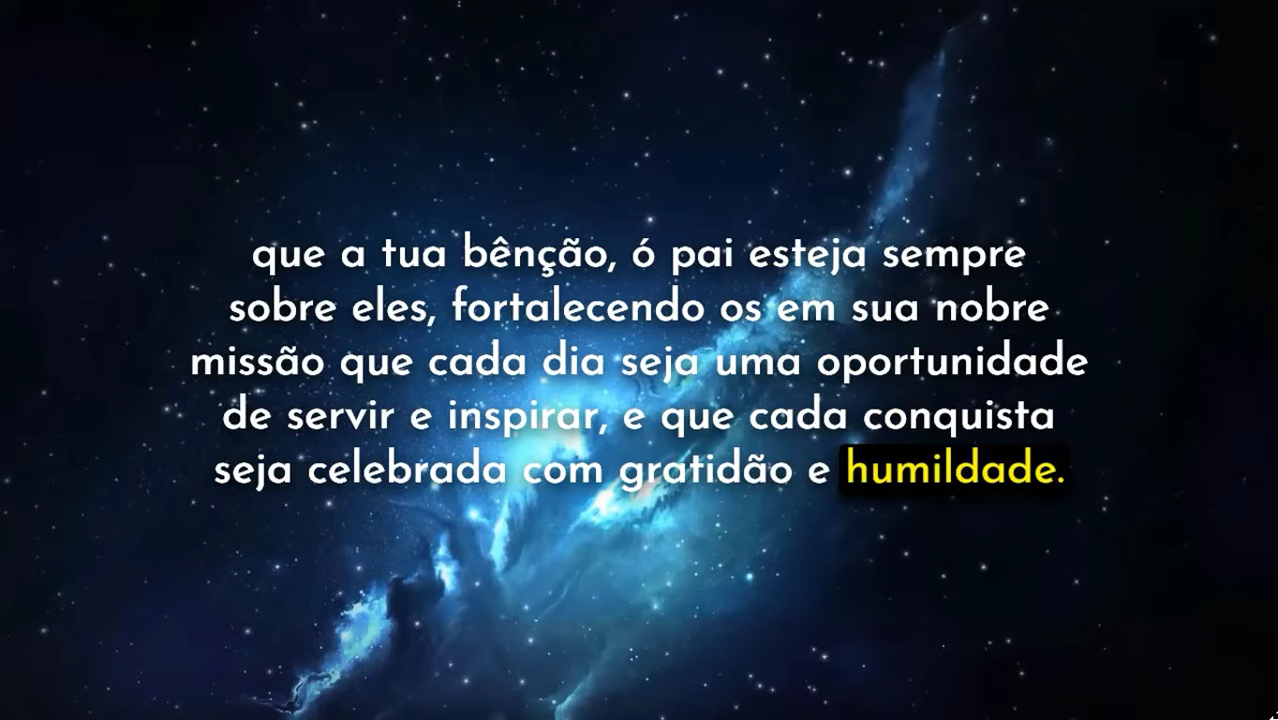 que a tua bênção, ó pai esteja sempre
sobre eles, fortalecendo os em sua nobre
missão que cada dia seja uma oportunidade
de servir e inspirar, e que cada conquista
seja celebrada com gratidão e humildade.